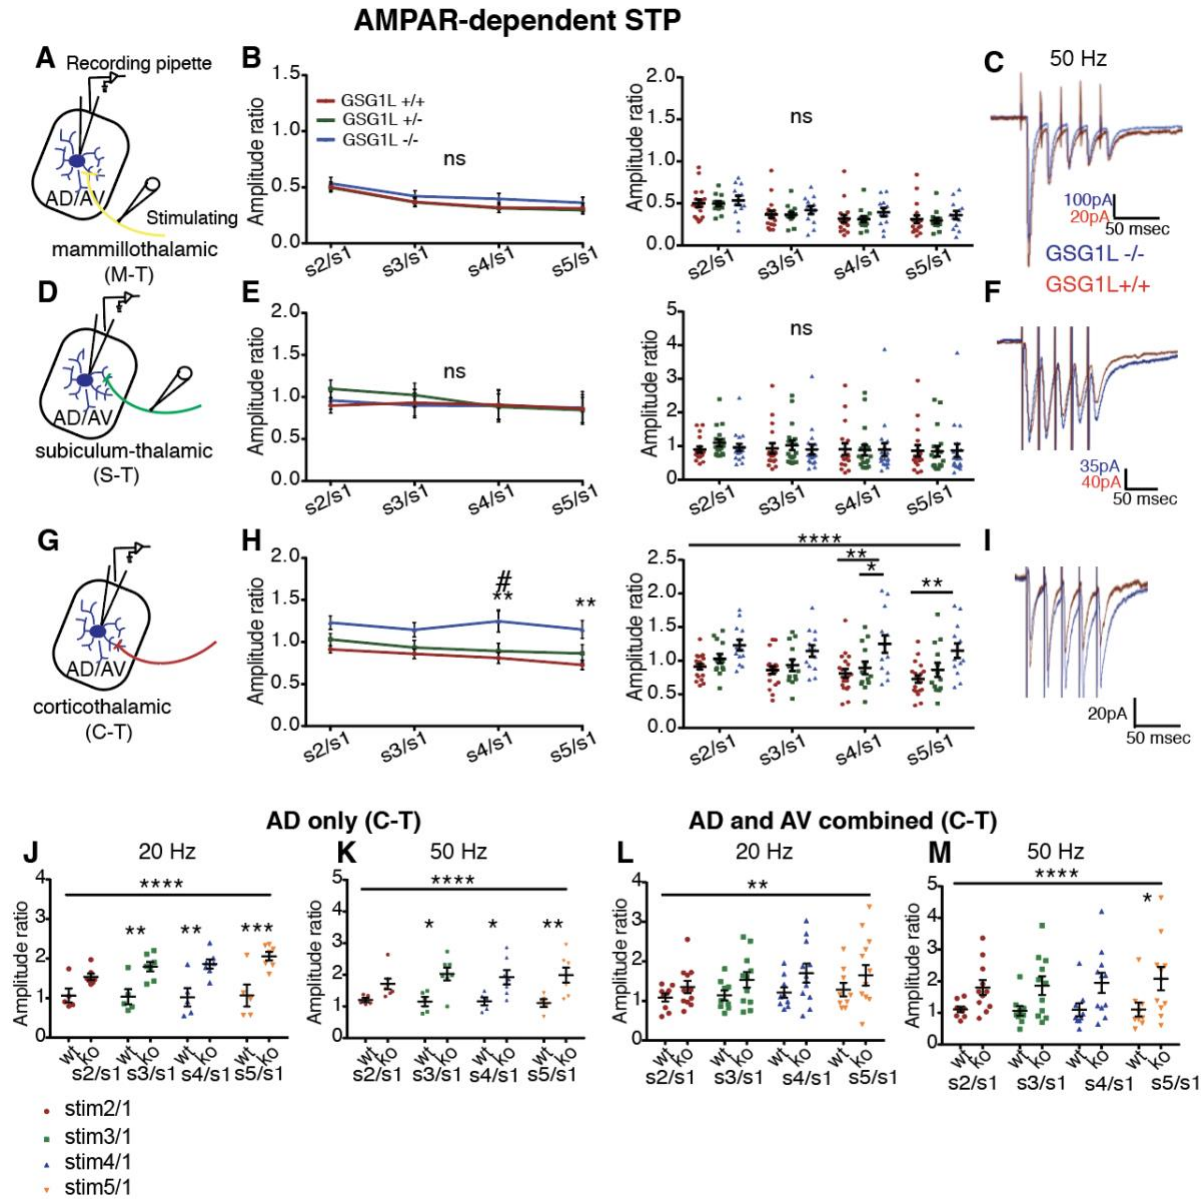 AMPAR-dependent STP
A
Recording pipette
AD/AV
Stimulating
mammillothalamic
(M-T)
B
Amplitude ratio
1.5
1.0
0.5
0.0
GSG1L +/+
GSG1L +/-
GSG1L -/-
ns
s2/s1
s3/s1
s4/s1
s5/s1
Amplitude ratio
2.0
1.5
1.0
0.5
0.0
ns
s2/s1
s3/s1
s4/s1
s5/s1
C
50 Hz
100pA
20pA
50 msec
GSG1L -/-
GSG1L+/+
D
AD/AV
subiculum-thalamic
(S-T)
E
Amplitude ratio
2.0
1.5
1.0
0.5
0.0
ns
s2/s1
s3/s1
s4/s1
s5/s1
Amplitude ratio
5
4
3
2
1
0
ns
s2/s1
s3/s1
s4/s1
s5/s1
F
35pA
40pA
50 msec
G
AD/AV
corticothalamic
(C-T)
H
Amplitude ratio
2.0
1.5
1.0
0.5
0.0
#
**
**
s2/s1
s3/s1
s4/s1
s5/s1
Amplitude ratio
2.5
2.0
1.5
1.0
0.5
0.0
****
**
*
**
s2/s1
s3/s1
s4/s1
s5/s1
I
20pA
50 msec
AD only (C-T)
J
20 Hz
Amplitude ratio
4
3
2
1
0
****
**
**
***
wt ko
wt ko
wt ko
wt ko
s2/s1
s3/s1
s4/s1
s5/s1
K
50 Hz
Amplitude ratio
5
4
3
2
1
0
****
*
*
**
wt ko
wt ko
wt ko
wt ko
s2/s1
s3/s1
s4/s1
s5/s1
AD and AV combined (C-T)
L
20 Hz
Amplitude ratio
4
3
2
1
0
**
wt ko
wt ko
wt ko
wt ko
s2/s1
s3/s1
s4/s1
s5/s1
M
50 Hz
Amplitude ratio
5
4
3
2
1
0
****
*
wt ko
wt ko
wt ko
wt ko
s2/s1
s3/s1
s4/s1
s5/s1
stim2/1
stim3/1
stim4/1
stim5/1